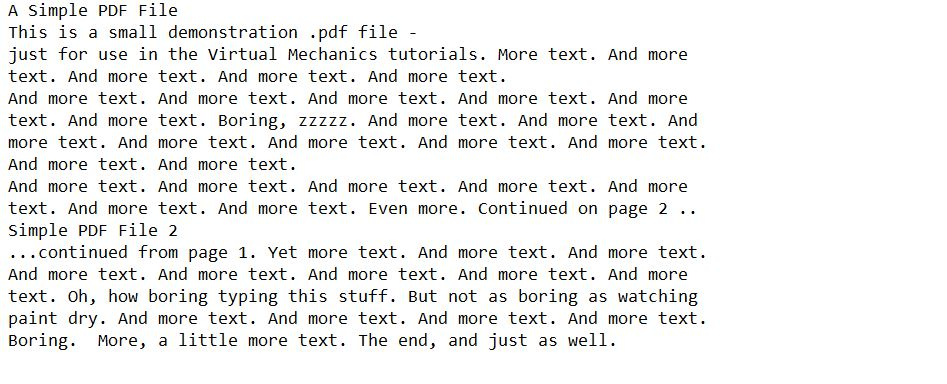 A Simple PDF File
This is a small demonstration .pdf file -
just for use in the Virtual Mechanics tutorials. More text. And more
text. And more text. And more text. And more text.
And more text. And more text. And more text. And more text. And more
text. And more text. Boring, zzzzz. And more text. And more text. And
more text. And more text. And more text. And more text. And more text.
And more text. And more text.
And more text. And more text. And more text. And more text. And more
text. And more text. And more text. Even more. Continued on page 2 ..
Simple PDF File 2
...continued from page 1. Yet more text. And more text. And more text.
And more text. And more text. And more text. And more text. And more
text. Oh, how boring typing this stuff. But not as boring as watching
paint dry. And more text. And more text. And more text. And more text.
Boring.  More, a little more text. The end, and just as well.